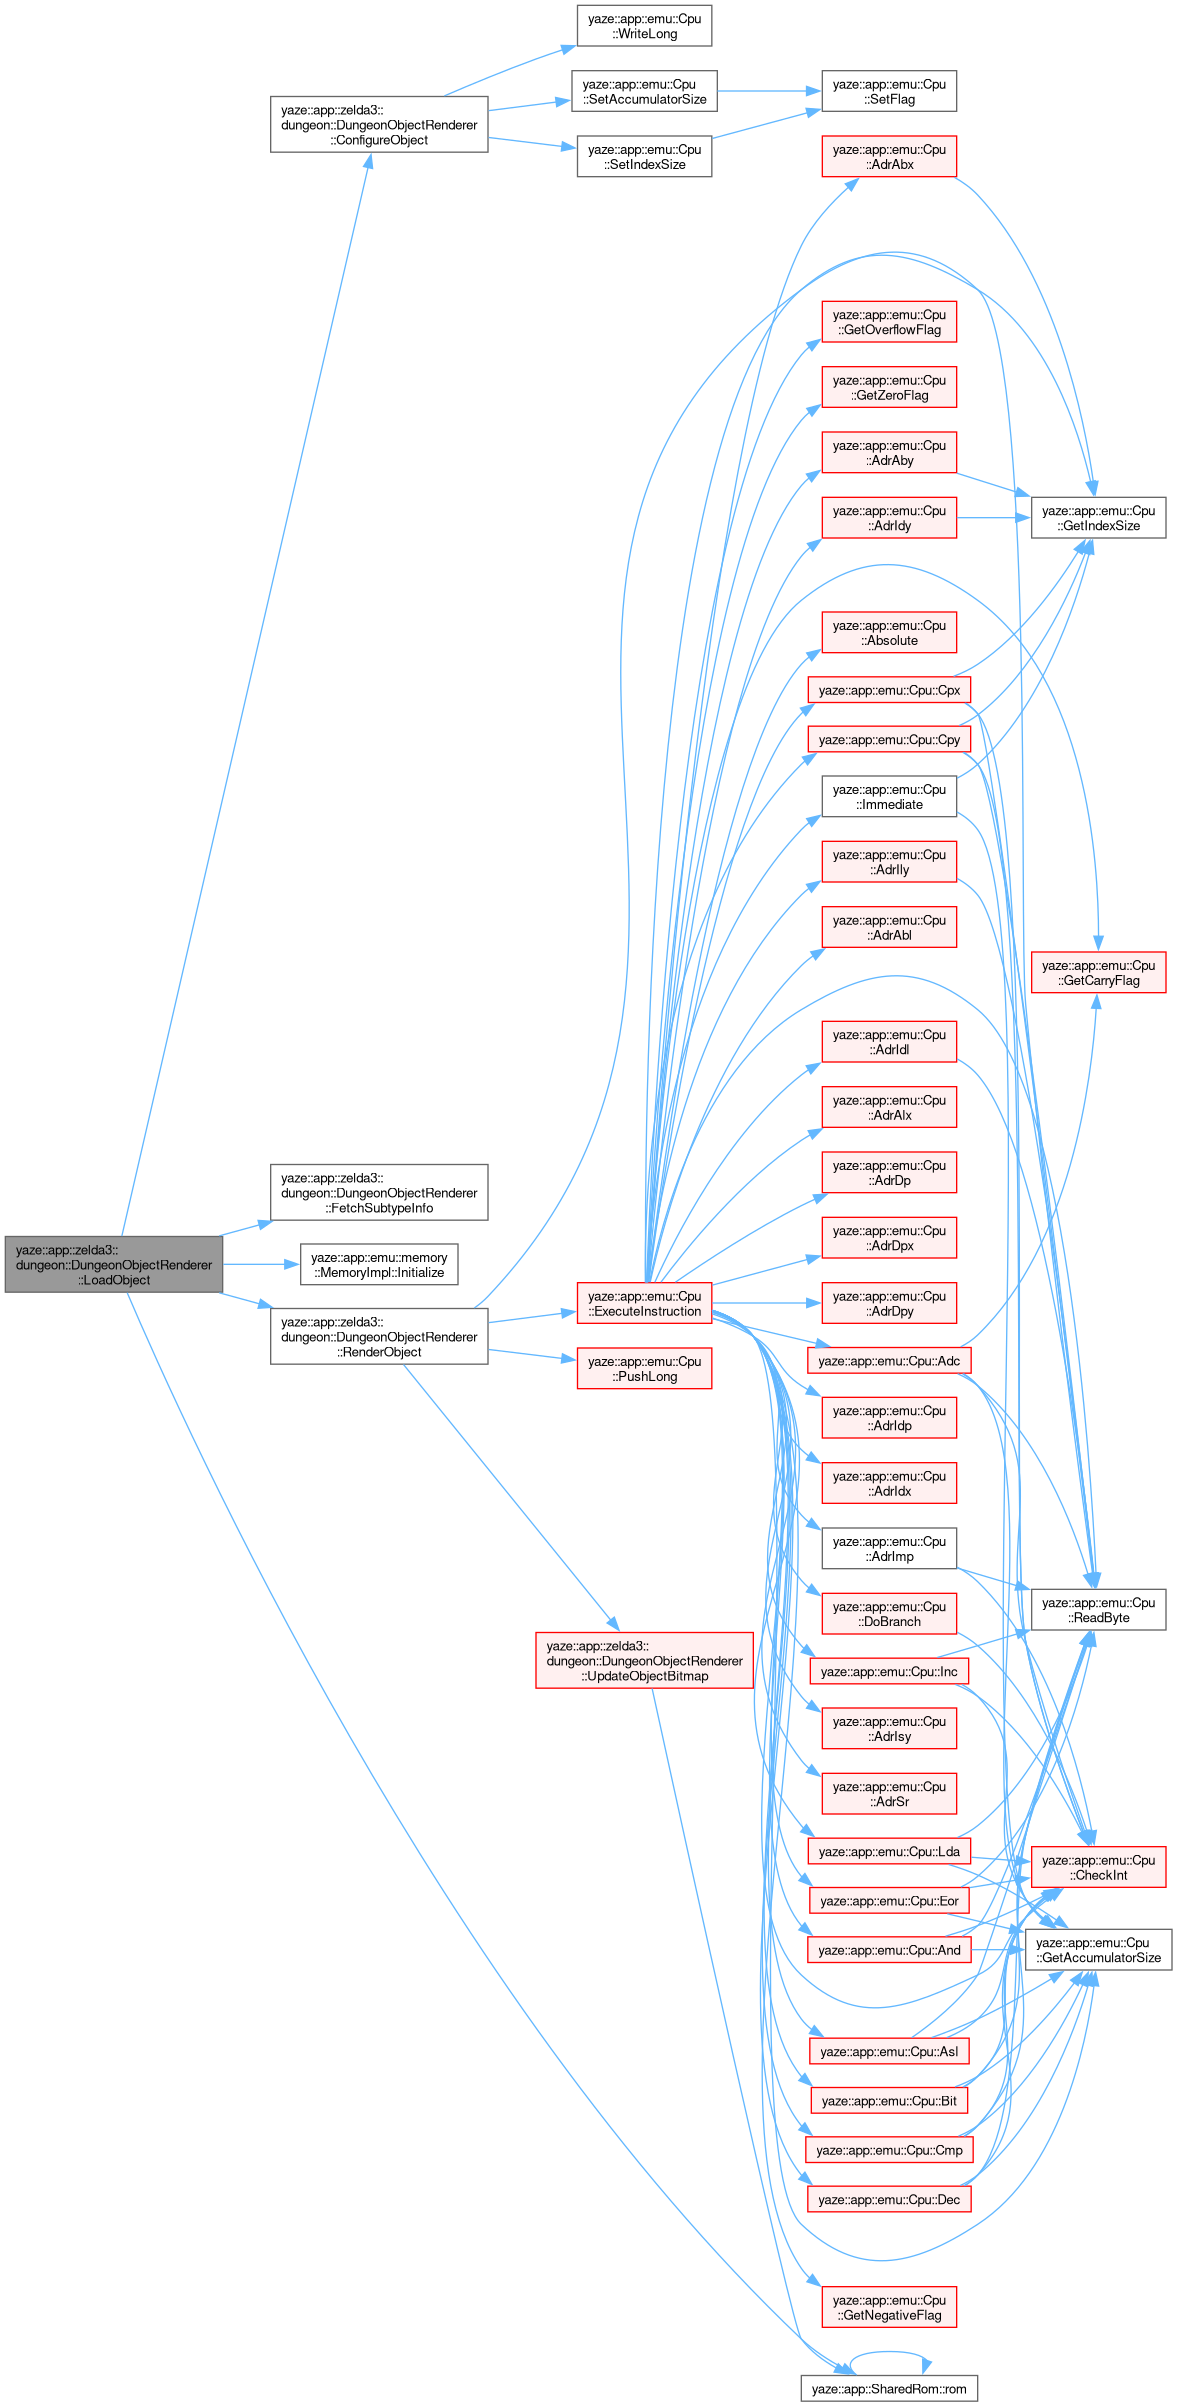 yaze::app::emu::Cpu
::WriteLong
yaze::app::emu::Cpu
::SetAccumulatorSize
yaze::app::emu::Cpu
::SetFlag
yaze::app::zelda3::
dungeon::DungeonObjectRenderer
::ConfigureObject
yaze::app::emu::Cpu
::SetIndexSize
yaze::app::emu::Cpu
::AdrAbx
yaze::app::emu::Cpu
::GetOverflowFlag
yaze::app::emu::Cpu
::GetZeroFlag
yaze::app::emu::Cpu
::AdrAby
yaze::app::emu::Cpu
::AdrIdy
yaze::app::emu::Cpu
::GetIndexSize
yaze::app::emu::Cpu
::Absolute
yaze::app::emu::Cpu::Cpx
yaze::app::emu::Cpu::Cpy
yaze::app::emu::Cpu
::Immediate
yaze::app::emu::Cpu
::AdrIly
yaze::app::emu::Cpu
::AdrAbl
yaze::app::emu::Cpu
::GetCarryFlag
yaze::app::emu::Cpu
::AdrIdl
yaze::app::emu::Cpu
::AdrAlx
yaze::app::emu::Cpu
::AdrDp
yaze::app::zelda3::
dungeon::DungeonObjectRenderer
::FetchSubtypeInfo
yaze::app::emu::Cpu
::AdrDpx
yaze::app::zelda3::
dungeon::DungeonObjectRenderer
::LoadObject
yaze::app::emu::memory
::MemoryImpl::Initialize
yaze::app::emu::Cpu
::ExecuteInstruction
yaze::app::emu::Cpu
::AdrDpy
yaze::app::zelda3::
dungeon::DungeonObjectRenderer
::RenderObject
yaze::app::emu::Cpu
::PushLong
yaze::app::emu::Cpu::Adc
yaze::app::emu::Cpu
::AdrIdp
yaze::app::emu::Cpu
::AdrIdx
yaze::app::emu::Cpu
::AdrImp
yaze::app::emu::Cpu
::DoBranch
yaze::app::emu::Cpu
::ReadByte
yaze::app::zelda3::
dungeon::DungeonObjectRenderer
::UpdateObjectBitmap
yaze::app::emu::Cpu::Inc
yaze::app::emu::Cpu
::AdrIsy
yaze::app::emu::Cpu
::AdrSr
yaze::app::emu::Cpu::Lda
yaze::app::emu::Cpu
::CheckInt
yaze::app::emu::Cpu::Eor
yaze::app::emu::Cpu::And
yaze::app::emu::Cpu
::GetAccumulatorSize
yaze::app::emu::Cpu::Asl
yaze::app::emu::Cpu::Bit
yaze::app::emu::Cpu::Cmp
yaze::app::emu::Cpu::Dec
yaze::app::emu::Cpu
::GetNegativeFlag
yaze::app::SharedRom::rom